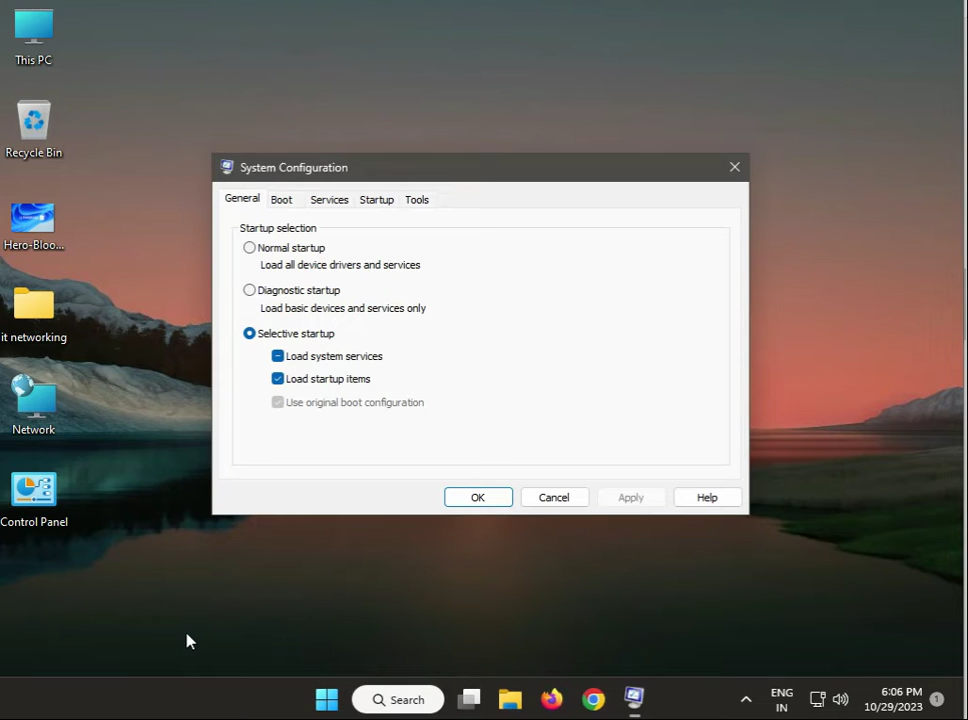 This PC
Recycle Bin
Hero-Bloo...
it networking
Network
Control Panel
System Configuration
General Boot Services Startup Tools
Startup selection
Normal startup
Load all device drivers and services
Diagnostic startup
Load basic devices and services only
Selective startup
Load system services
Load startup items
Use original boot configuration
OK Cancel Apply Help
Search
ENG
IN
6:06 PM
10/29/2023
1